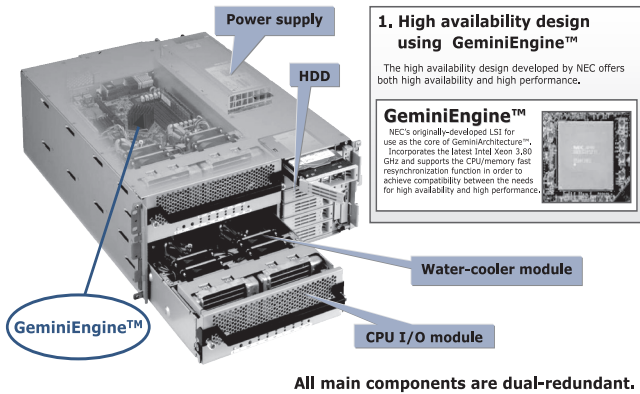 Power supply
HDD
1. High availability design
using GeminiEngine™
The high availability design developed by NEC offers
both high availability and high performance.
GeminiEngine™
NEC's originally-developed LSI for
use as the core of GeminiArchitecture™.
Incorporates the latest Intel Xeon 3,80
GHz and supports the CPU/memory fast
resynchronization function in order to
achieve compatibility between the needs
for high availability and high performance.
Water-cooler module
GeminiEngine™
CPU I/O module
All main components are dual-redundant.